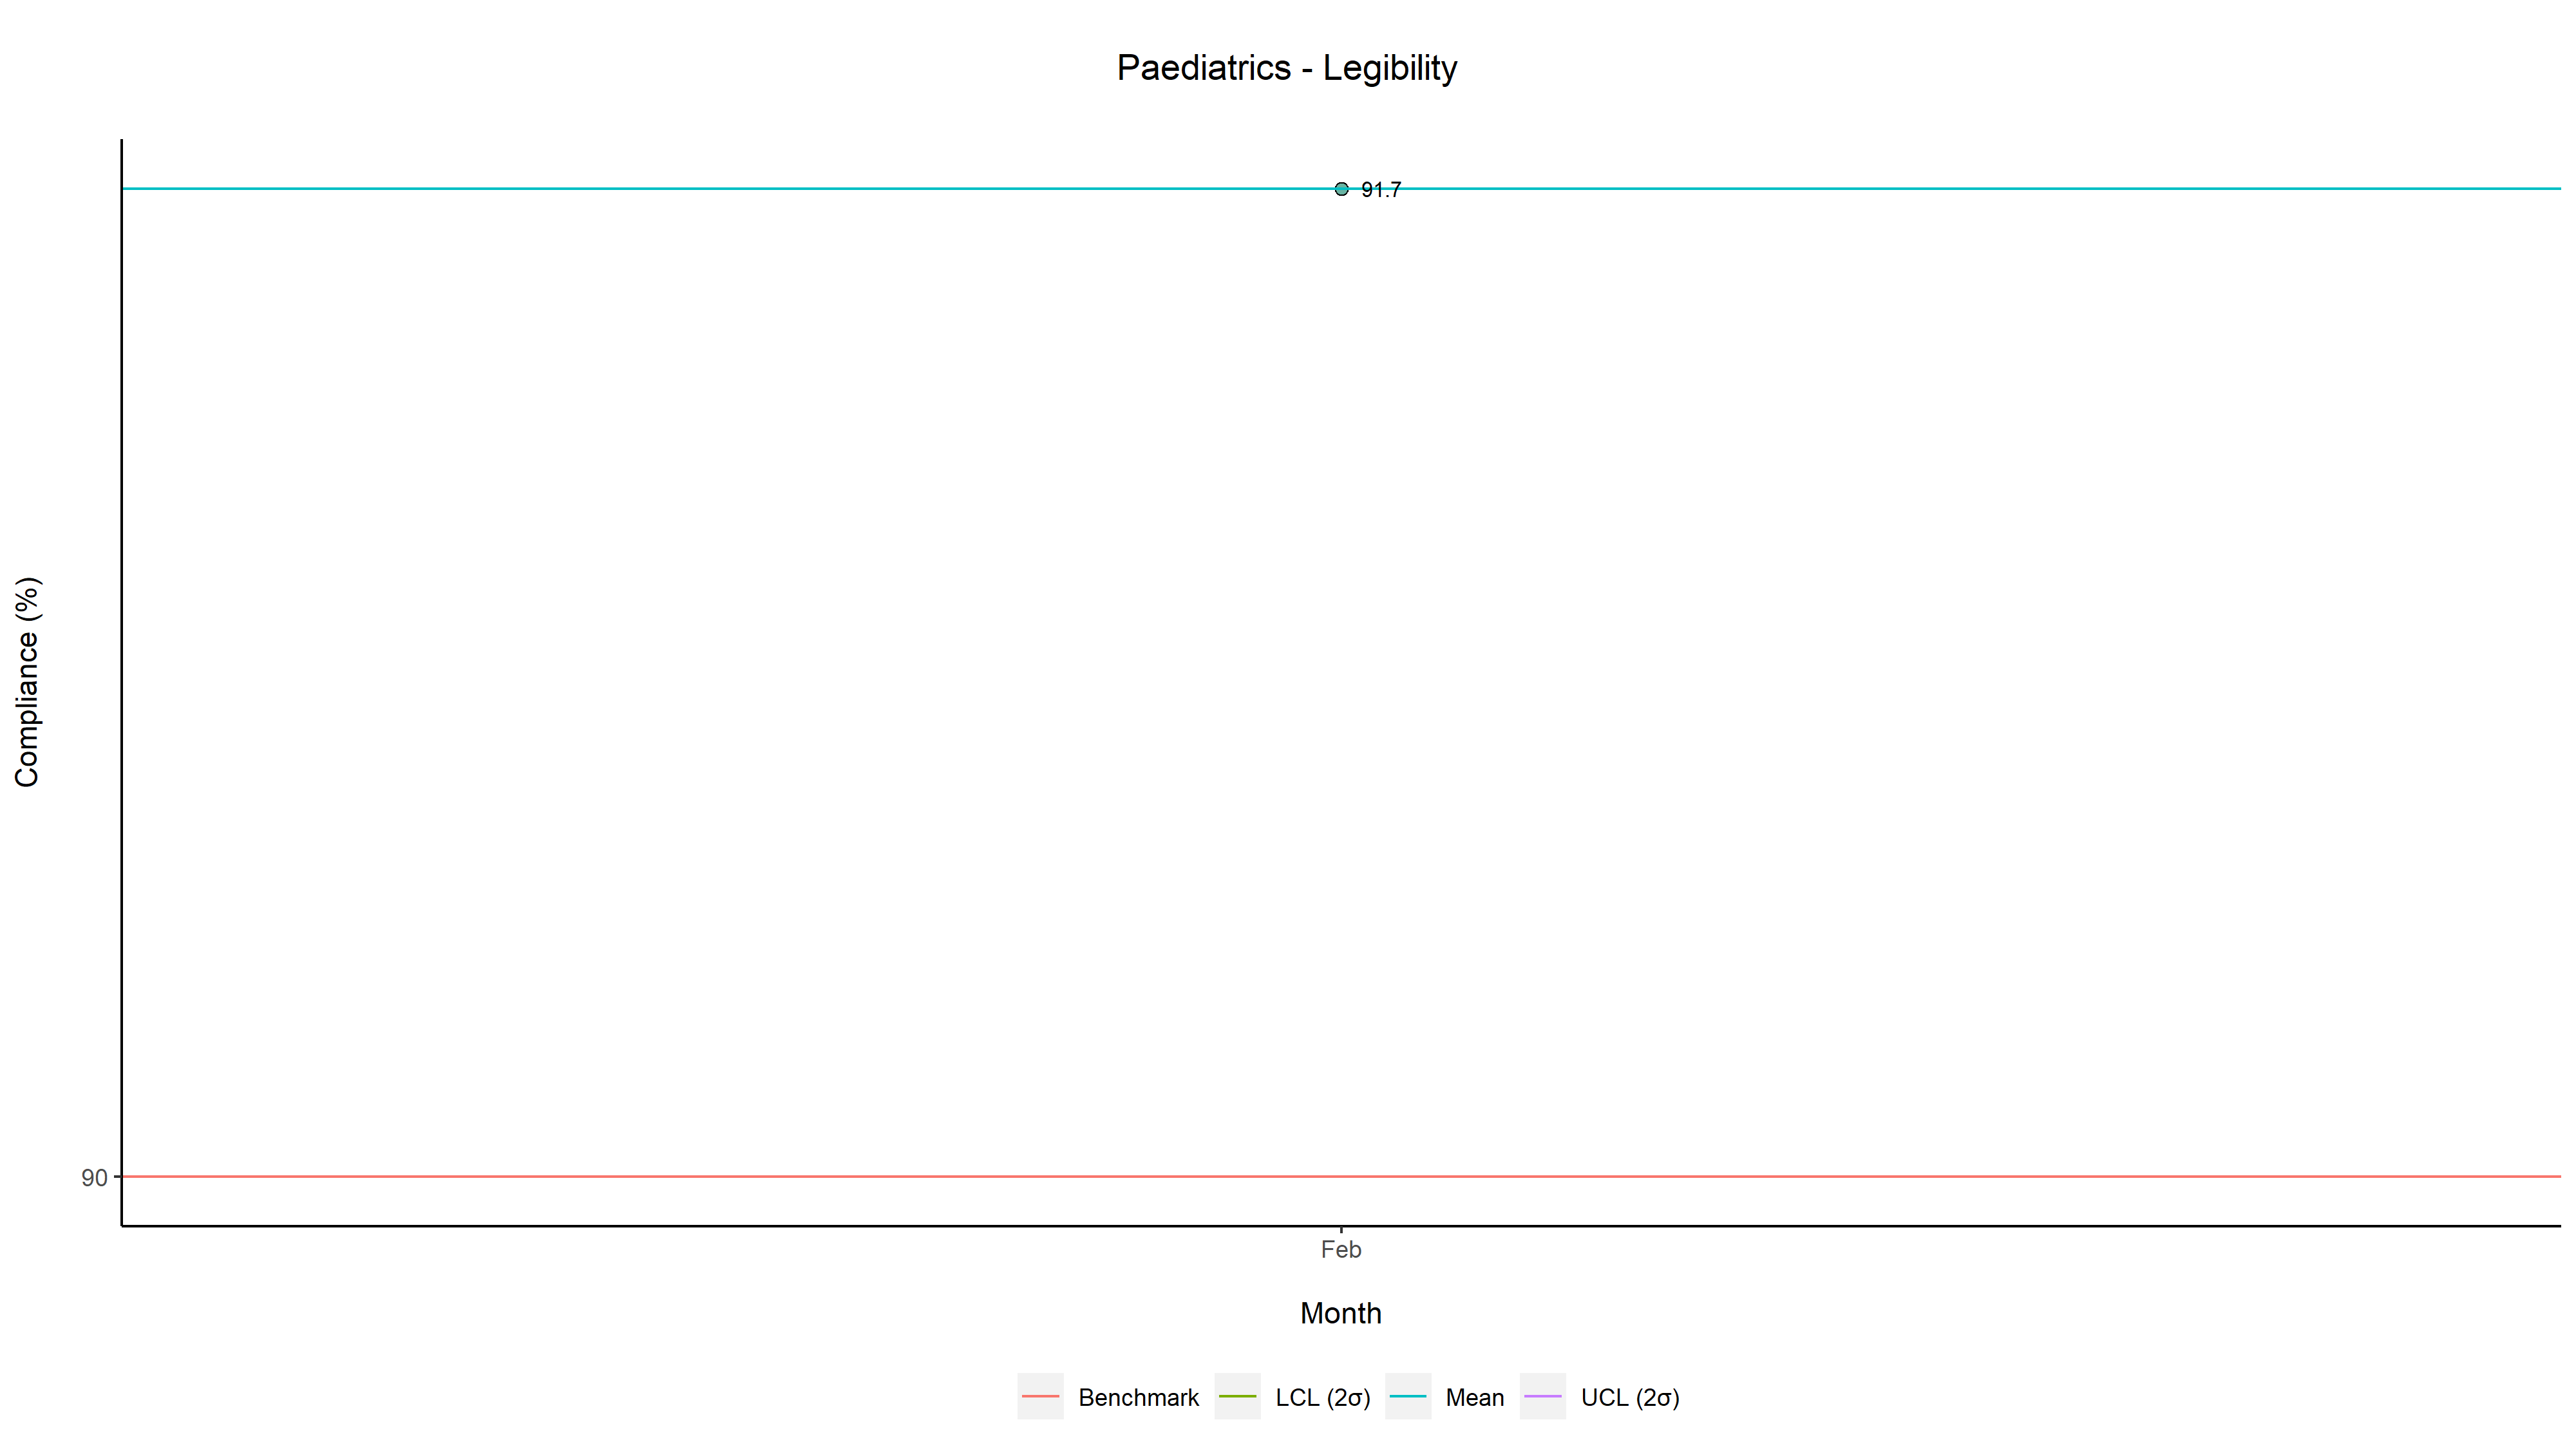 Paediatrics - Legibility
91.7
Compliance (%)
90
Feb
Month
Benchmark LCL (2σ) Mean UCL (2σ)